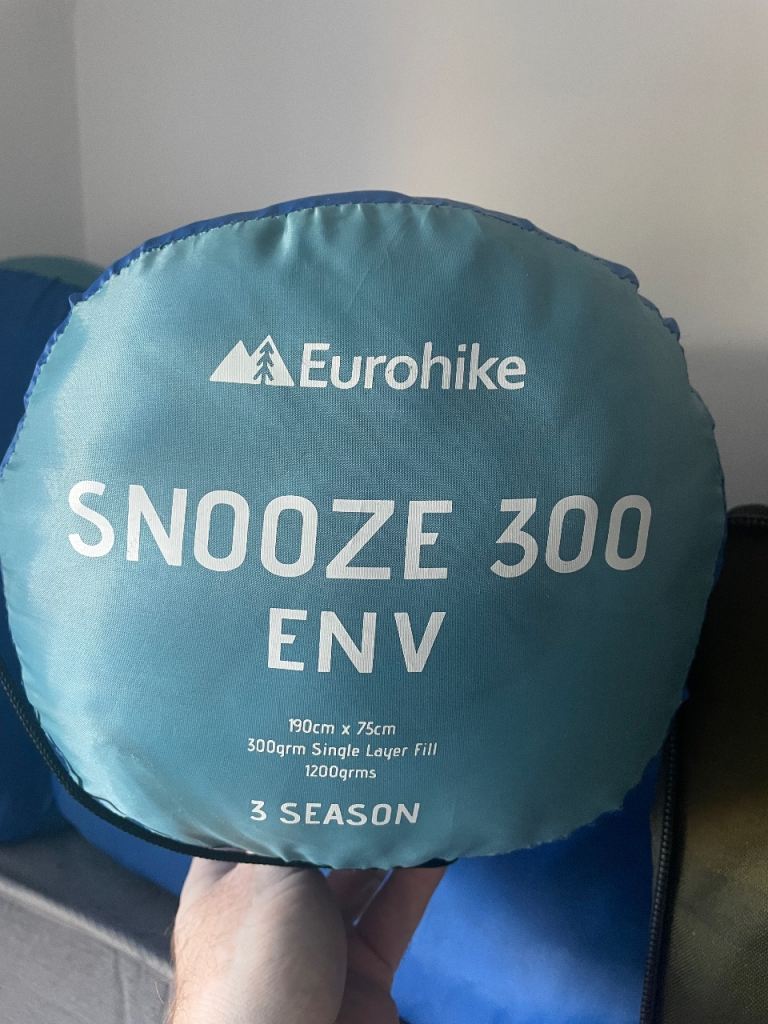 Eurohike
SNOOZE 300
ENV
190cm x 75cm
300grm Single Layer Fill
1200grms
3 SEASON